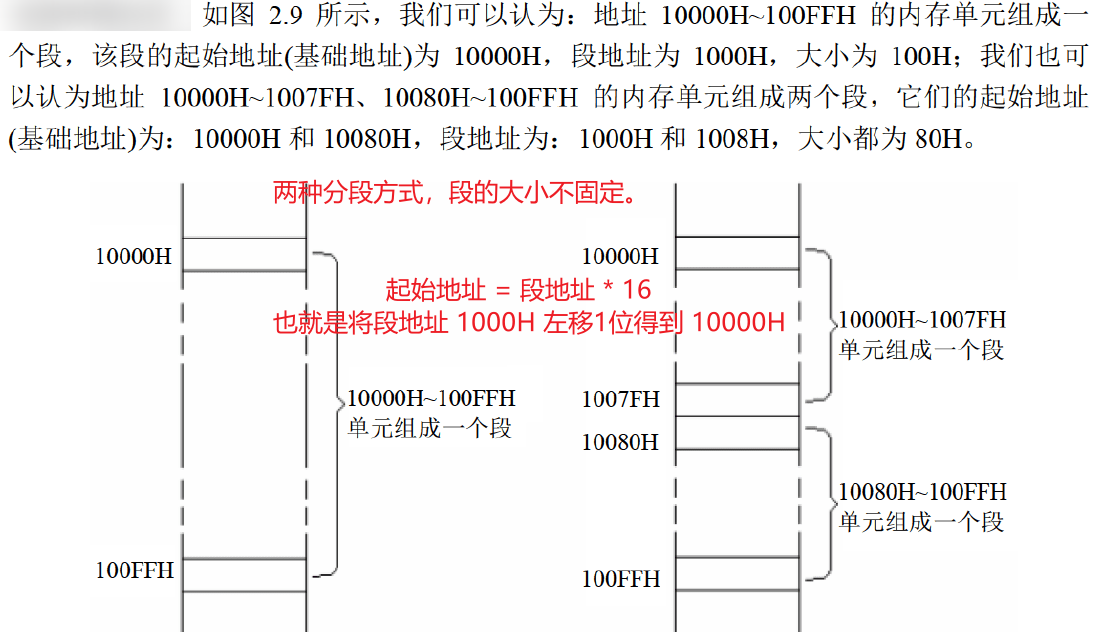 如图 2.9 所示，我们可以认为：地址 10000H~100FFH 的内存单元组成一
个段，该段的起始地址(基础地址)为 10000H，段地址为 1000H，大小为 100H；我们也可
以认为地址 10000H~1007FH、10080H~100FFH 的内存单元组成两个段，它们的起始地址
(基础地址)为：10000H 和 10080H，段地址为：1000H 和 1008H，大小都为 80H。
两种分段方式，段的大小不固定。
10000H
10000H
起始地址 = 段地址 * 16
也就是将段地址 1000H 左移1位得到 10000H
10000H~1007FH
单元组成一个段
10000H~100FFH
单元组成一个段
1007FH
10080H
10080H~100FFH
单元组成一个段
100FFH
100FFH